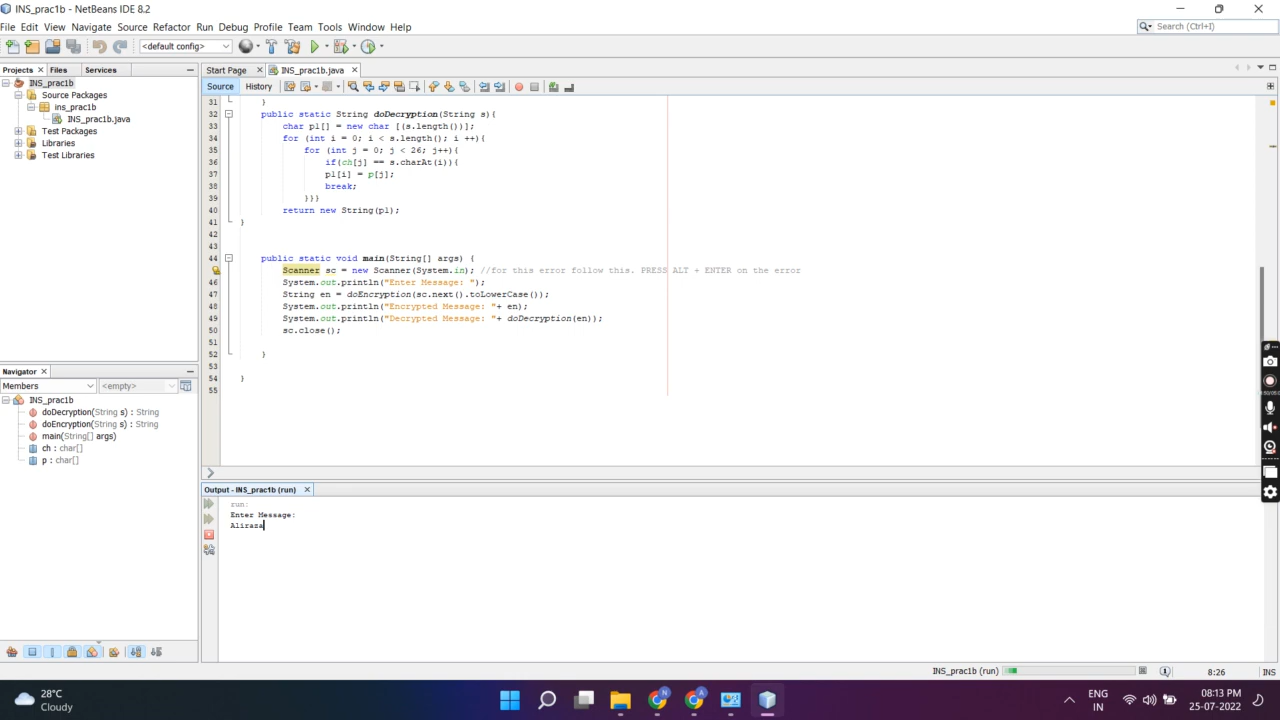 INS_prac1b - NetBeans IDE 8.2
File Edit View Navigate Source Refactor Run Debug Profile Team Tools Window Help
Search (Ctrl+I)
<default config>
Projects Files Services
Start Page INS_prac1b.java
Source History
INS_prac1b
Source Packages
ins_prac1b
INS_prac1b.java
Test Packages
Libraries
Test Libraries
31 }
32 public static String doDecryption(String s){
33 char p1[] = new char [(s.length())];
34 for (int i = 0; i < s.length(); i ++){
35 for (int j = 0; j < 26; j++){
36 if(ch[j] == s.charAt(i)){
37 p1[i] = p[j];
38 break;
39 }}}
40 return new String(p1);
41 }
42
43
44 public static void main(String[] args) {
Scanner sc = new Scanner(System.in); //for this error follow this. PRESS ALT + ENTER on the error
46 System.out.println("Enter Message: ");
47 String en = doEncryption(sc.next().toLowerCase());
48 System.out.println("Encrypted Message: "+ en);
49 System.out.println("Decrypted Message: "+ doDecryption(en));
50 sc.close();
51
52 }
53
54 }
55
Navigator
Members <empty>
INS_prac1b
doDecryption(String s) : String
doEncryption(String s) : String
main(String[] args)
ch : char[]
p : char[]
Output - INS_prac1b (run)
run:
Enter Message:
Aliraza
INS_prac1b (run)
8:26 INS
28°C
Cloudy
ENG
IN
08:13 PM
25-07-2022